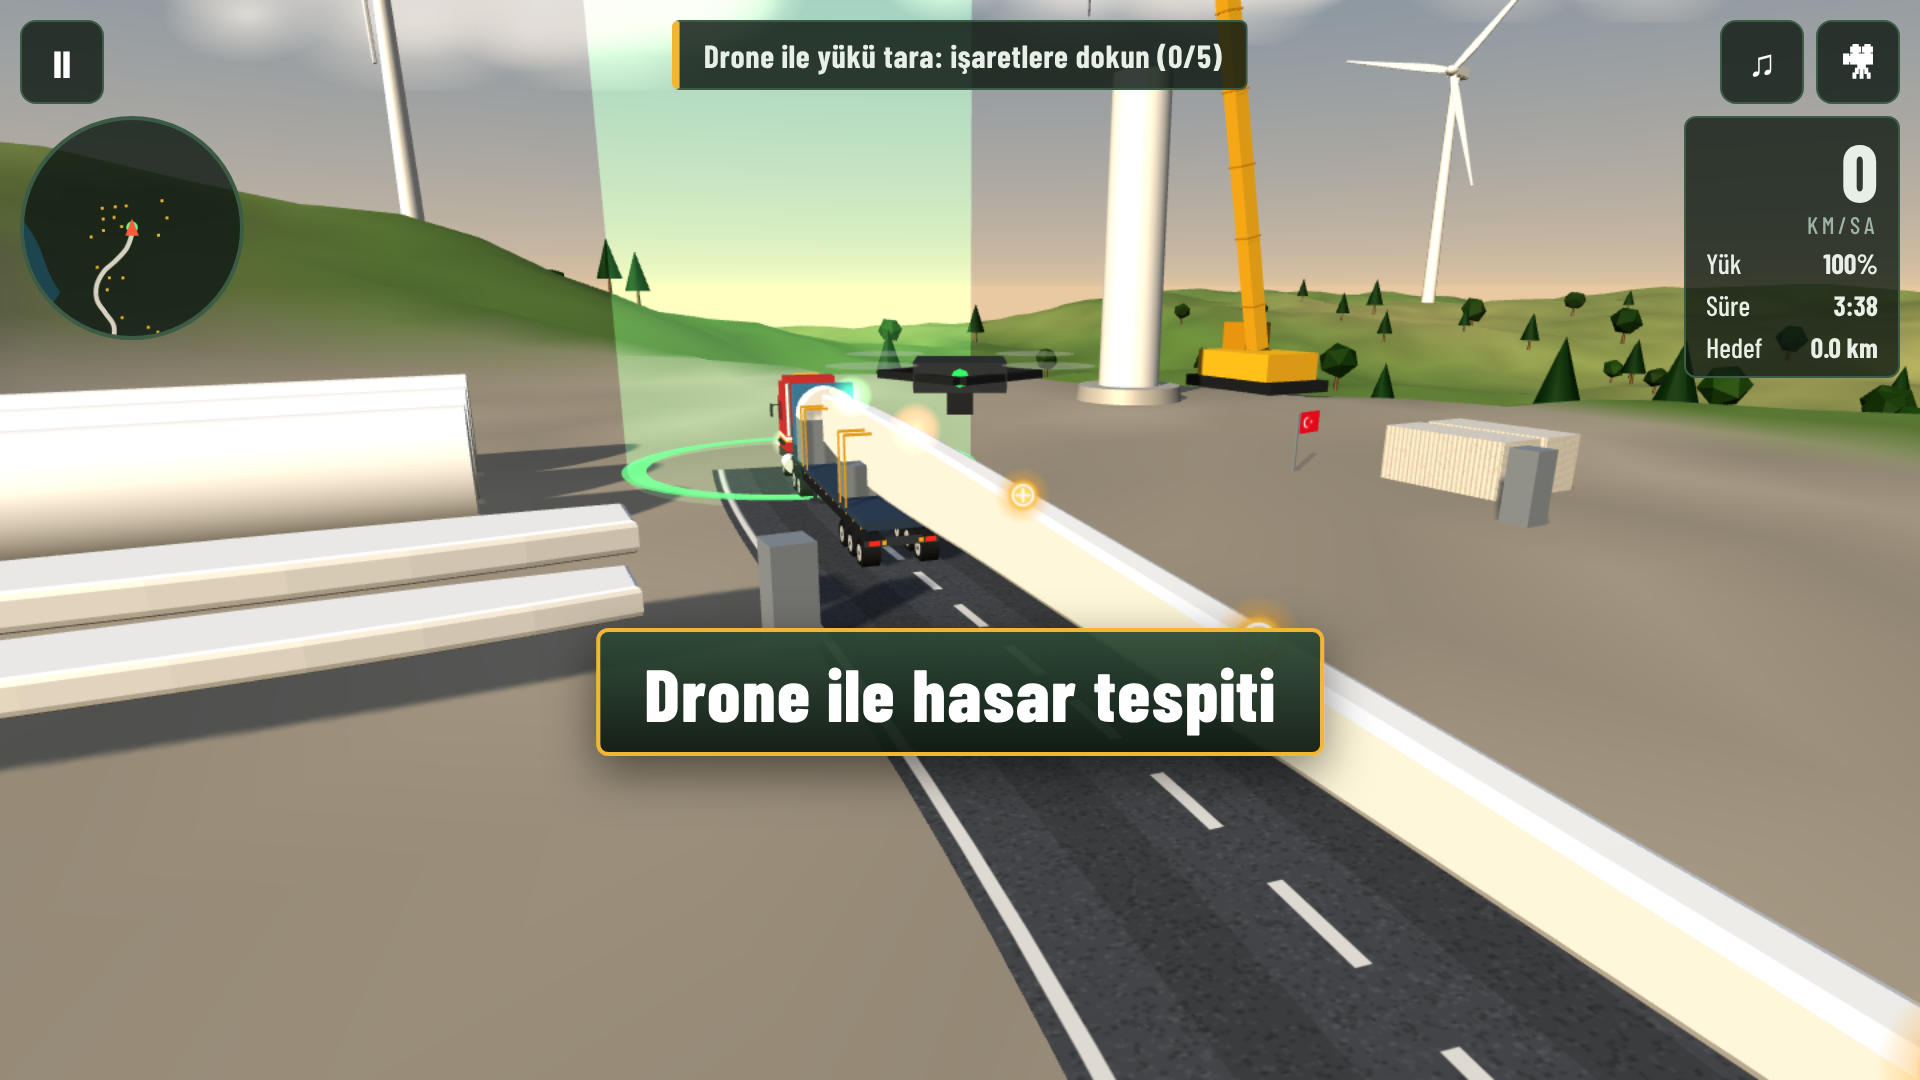 Drone ile yükü tara: işaretlere dokun (0/5)
0
KM/SA
Yük 100%
Süre 3:38
Hedef 0.0 km
Drone ile hasar tespiti